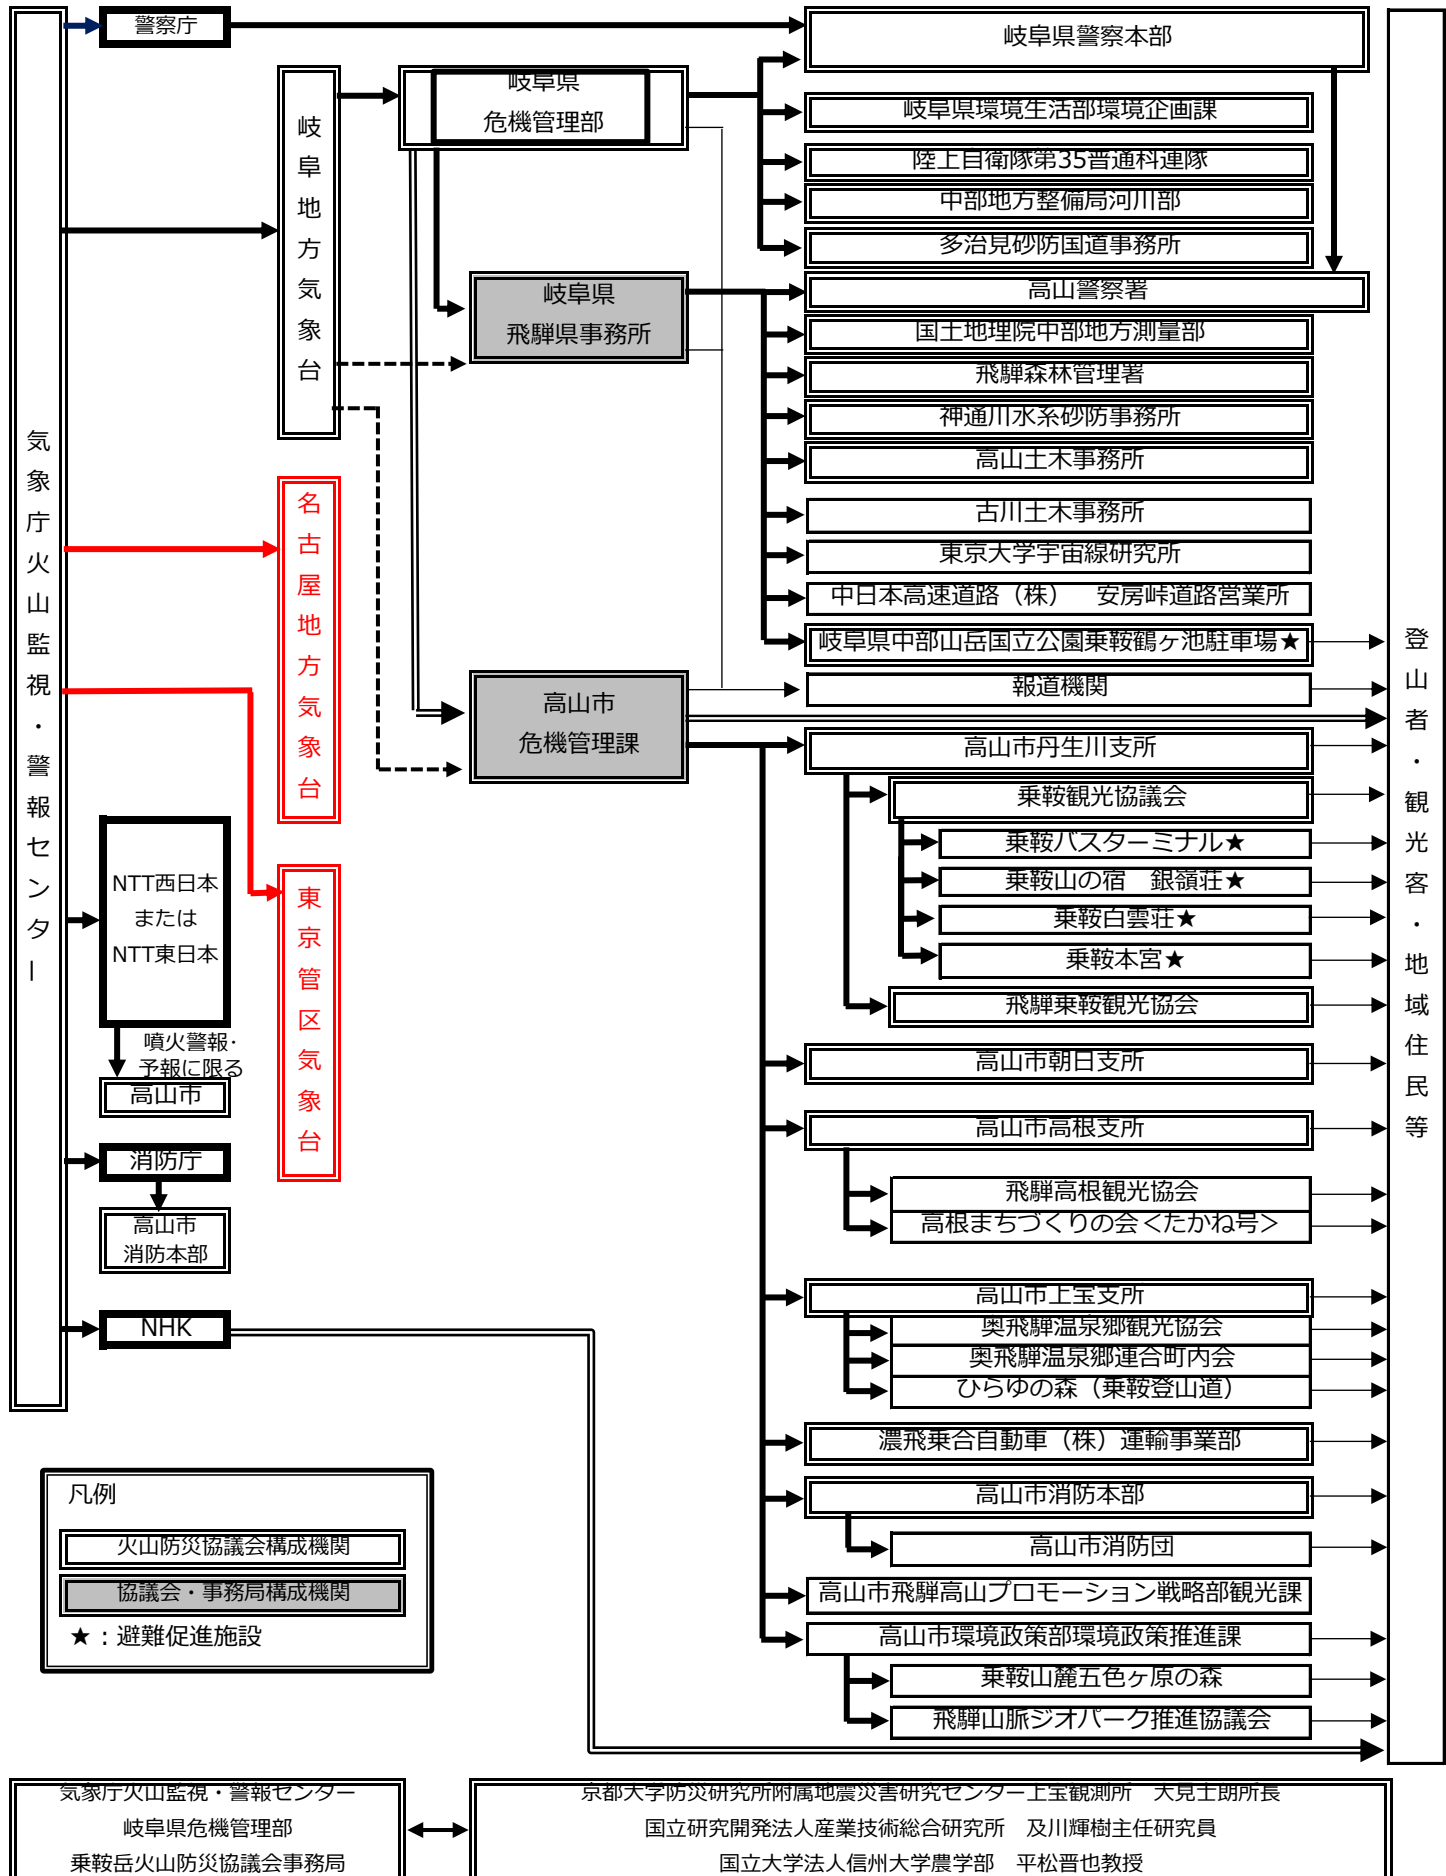 気象庁火山監視・警報センター
警察庁
岐阜地方気象台
名古屋地方気象台
東京管区気象台
NTT西日本
または
NTT東日本
噴火警報・
予報に限る
高山市
消防庁
高山市
消防本部
NHK
岐阜県
危機管理部
岐阜県
飛騨県事務所
高山市
危機管理課
岐阜県警察本部
岐阜県環境生活部環境企画課
陸上自衛隊第35普通科連隊
中部地方整備局河川部
多治見砂防国道事務所
高山警察署
国土地理院中部地方測量部
飛騨森林管理署
神通川水系砂防事務所
高山土木事務所
古川土木事務所
東京大学宇宙線研究所
中日本高速道路（株）　安房峠道路営業所
岐阜県中部山岳国立公園乗鞍鶴ヶ池駐車場★
報道機関
高山市丹生川支所
乗鞍観光協議会
乗鞍バスターミナル★
乗鞍山の宿　銀嶺荘★
乗鞍白雲荘★
乗鞍本宮★
飛騨乗鞍観光協会
高山市朝日支所
高山市高根支所
飛騨高根観光協会
高根まちづくりの会＜たかね号＞
高山市上宝支所
奥飛騨温泉郷観光協会
奥飛騨温泉郷連合町内会
ひらゆの森（乗鞍登山道）
濃飛乗合自動車（株）運輸事業部
高山市消防本部
高山市消防団
高山市飛騨高山プロモーション戦略部観光課
高山市環境政策部環境政策推進課
乗鞍山麓五色ヶ原の森
飛騨山脈ジオパーク推進協議会
登山者・観光客・地域住民等
凡例
火山防災協議会構成機関
協議会・事務局構成機関
★：避難促進施設
気象庁火山監視・警報センター
岐阜県危機管理部
乗鞍岳火山防災協議会事務局
京都大学防災研究所附属地震災害研究センター上宝観測所　大見士朗所長
国立研究開発法人産業技術総合研究所　及川輝樹主任研究員
国立大学法人信州大学農学部　平松晋也教授